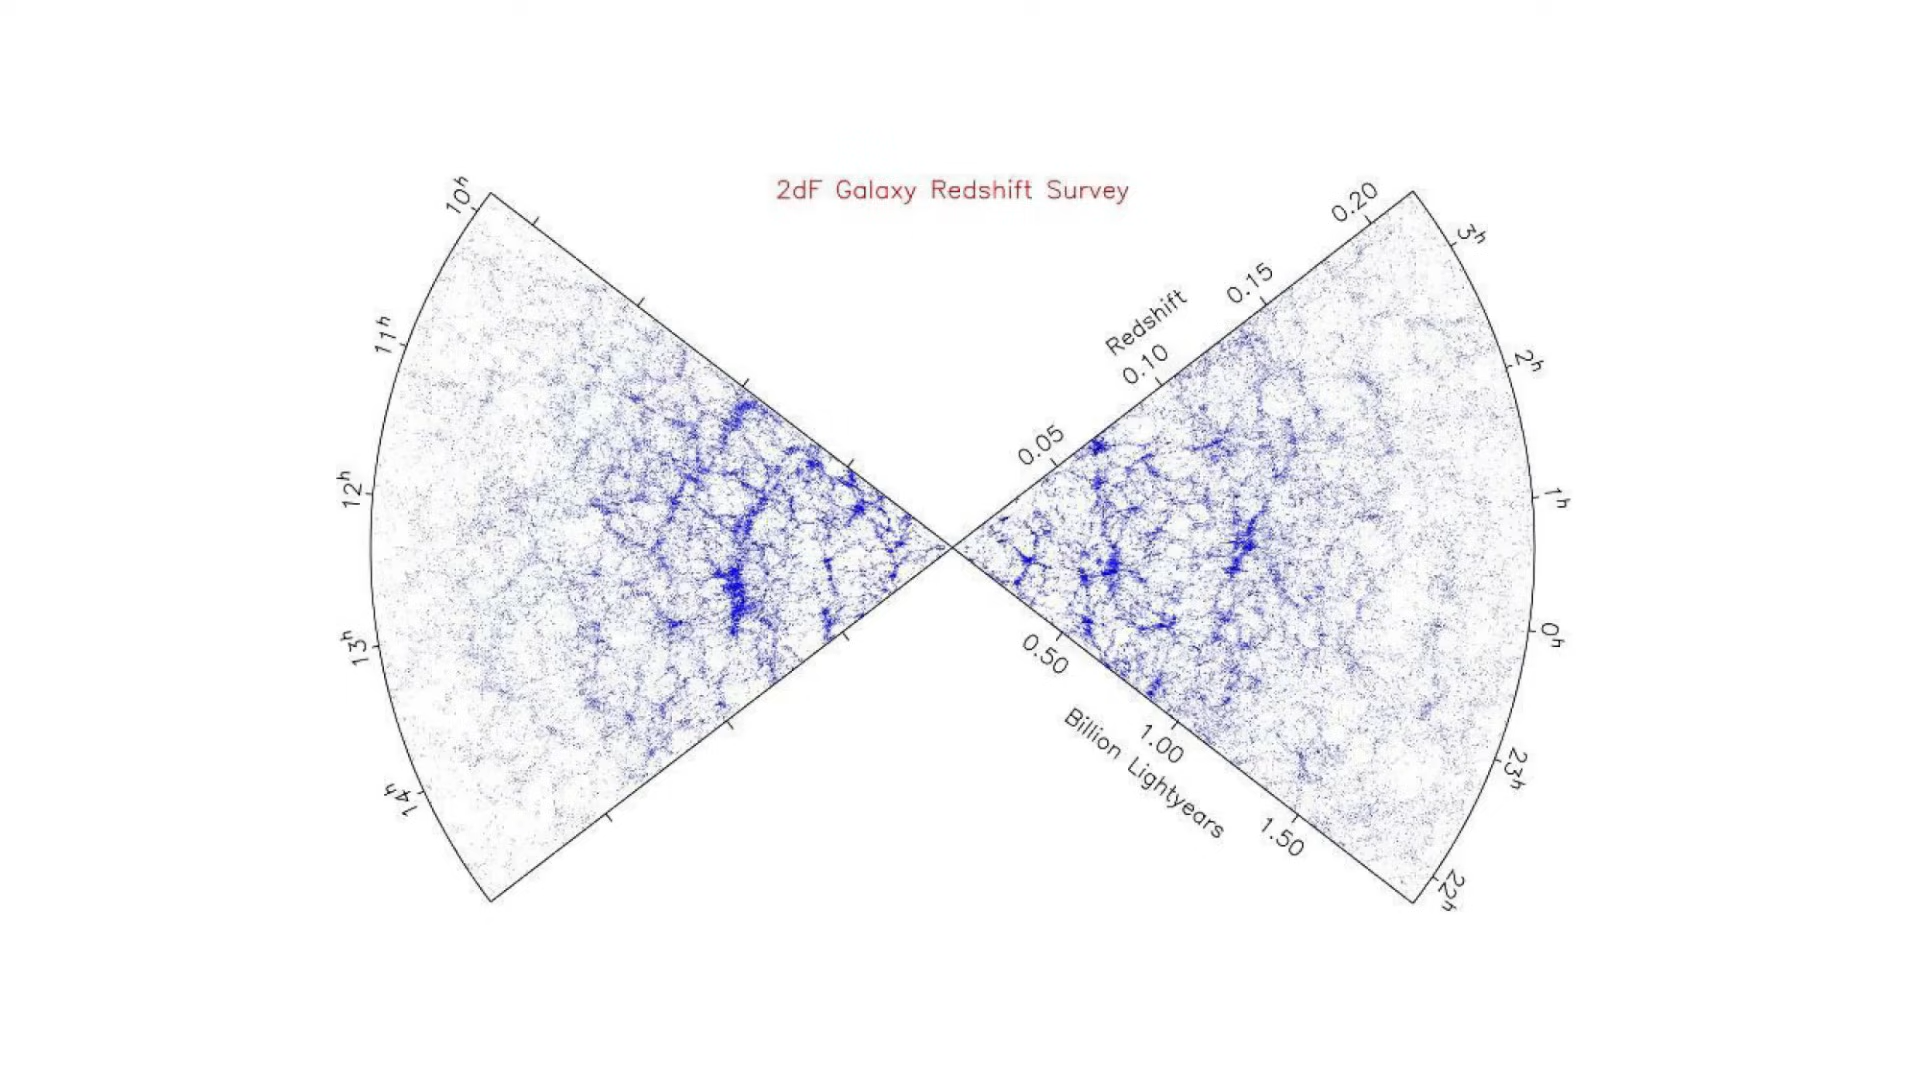 2dF Galaxy Redshift Survey
10h
11h
12h
13h
14h
Redshift
0.05
0.10
0.15
0.20
3h
2h
1h
0h
23h
22h
0.50
1.00
1.50
Billion Lightyears